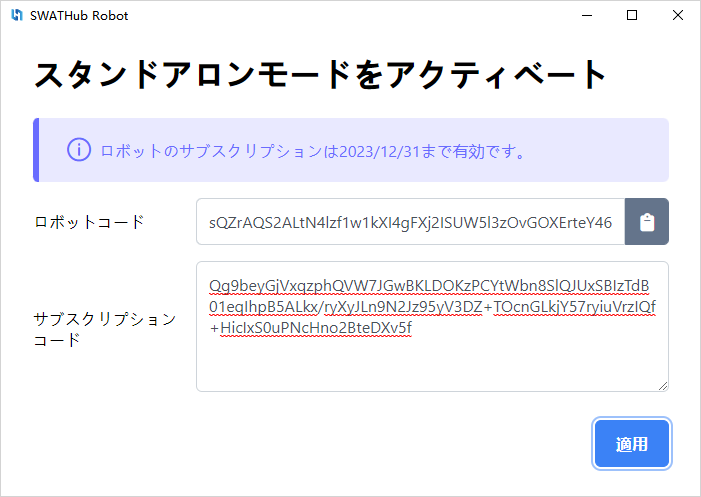 SWATHub Robot
スタンドアロンモードをアクティベート
ロボットのサブスクリプションは2023/12/31まで有効です。
ロボットコード
sQZrAQS2ALtN4lzf1w1kXI4gFXj2ISUW5l3zOvGOXErteY46
サブスクリプション
コード
Qg9beyGjVxqzphQVW7JGwBKLDOKzPCYtWbn8SlQJUxSBIzTdB
01eqIhpB5ALkx/ryXyJLn9N2Jz95yV3DZ+TOcnGLkjY57ryiuVrzIQf
+HicIxS0uPNcHno2BteDXv5f
適用